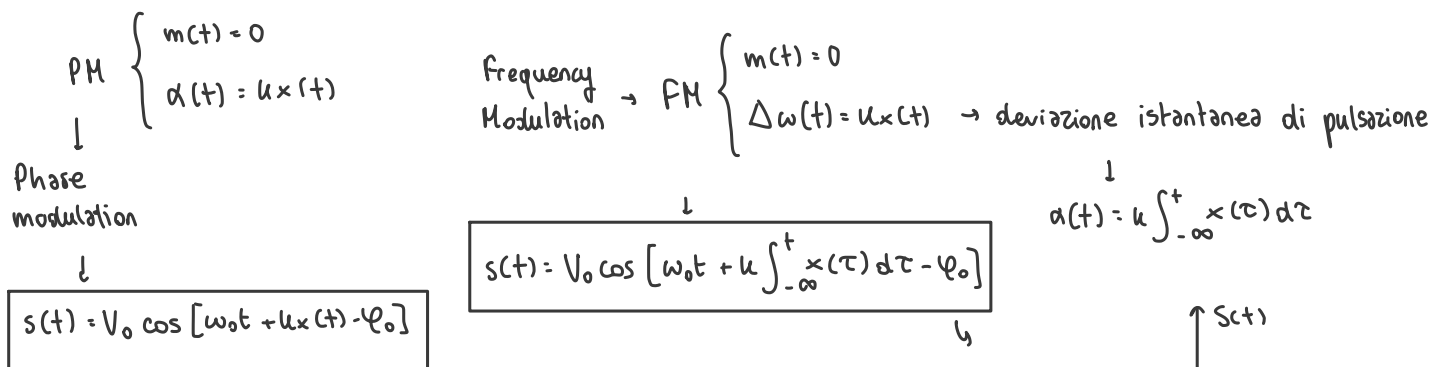 PM { m(t) = 0
α(t) = kx(t)
↓
Phase
modulation
↓
s(t) = V₀ cos [ω₀t + kx(t) - φ₀]
Frequency
Modulation → FM { m(t) = 0
Δω(t) = kx(t) → deviazione istantanea di pulsazione
↓
α(t) = k ∫_{-∞}^{t} x(τ) dτ
↓
s(t) = V₀ cos [ω₀t + k ∫_{-∞}^{t} x(τ) dτ - φ₀]
↳
↑ s(t)